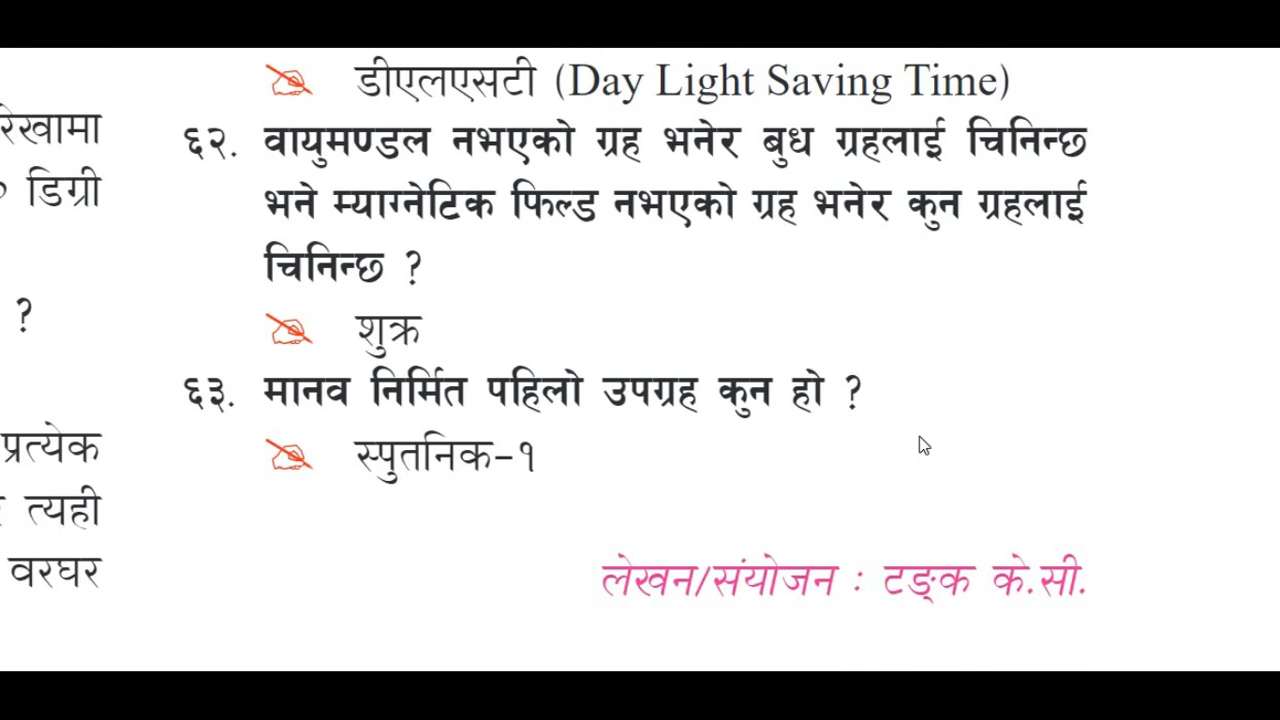 डीएलएसटी (Day Light Saving Time)
६२. वायुमण्डल नभएको ग्रह भनेर बुध ग्रहलाई चिनिन्छ
भने म्याग्नेटिक फिल्ड नभएको ग्रह भनेर कुन ग्रहलाई
चिनिन्छ ?
शुक्र
६३. मानव निर्मित पहिलो उपग्रह कुन हो ?
स्पुतनिक-१
लेखन/संयोजन : टङ्क के.सी.
डिग्री
?
प्रत्येक
त्यही
वरघर